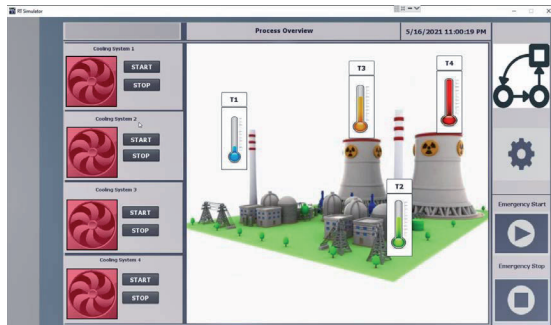 RT Simulator
Process Overview
5/16/2021 11:00:19 PM
Cooling System 1
START
STOP
Cooling System 2
START
STOP
Cooling System 3
START
STOP
Cooling System 4
START
STOP
T1
T3
T4
T2
Emergency Start
Emergency Stop